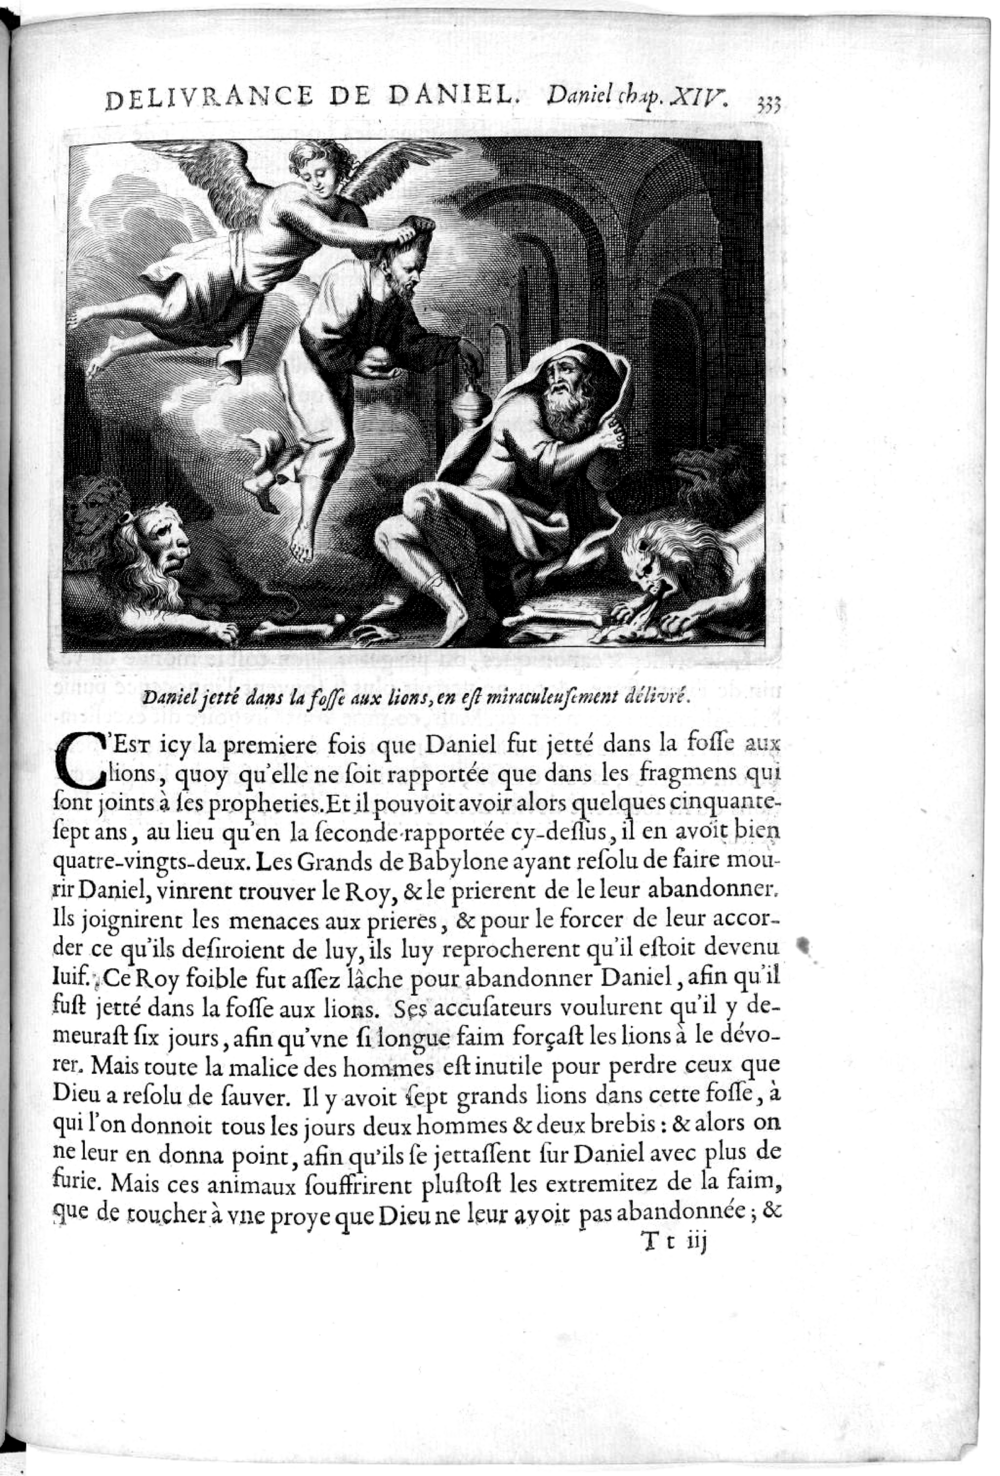 DELIVRANCE DE DANIEL. Daniel chap. XIV. 333
Daniel jetté dans la foſſe aux lions, en eſt miraculeuſement délivré.
C'EST icy la premiere fois que Daniel fut jetté dans la foſſe aux
lions, quoy qu'elle ne ſoit rapportée que dans les fragmens qui
ſont joints à ſes propheties. Et il pouvoit avoir alors quelques cinquante-
ſept ans, au lieu qu'en la ſeconde rapportée cy-deſſus, il en avoit bien
quatre-vingts-deux. Les Grands de Babylone ayant reſolu de faire mou-
rir Daniel, vinrent trouver le Roy, & le prierent de le leur abandonner.
Ils joignirent les menaces aux prieres, & pour le forcer de leur accor-
der ce qu'ils deſiroient de luy, ils luy reprocherent qu'il eſtoit devenu
Iuif. Ce Roy foible fut aſſez lâche pour abandonner Daniel, afin qu'il
fuſt jetté dans la foſſe aux lions. Ses accuſateurs voulurent qu'il y de-
meuraſt ſix jours, afin qu'vne ſi longue faim forçaſt les lions à le dévo-
rer. Mais toute la malice des hommes eſt inutile pour perdre ceux que
Dieu a reſolu de ſauver. Il y avoit ſept grands lions dans cette foſſe, à
qui l'on donnoit tous les jours deux hommes & deux brebis : & alors on
ne leur en donna point, afin qu'ils ſe jettaſſent ſur Daniel avec plus de
furie. Mais ces animaux ſouffrirent pluſtoſt les extremitez de la faim,
que de toucher à vne proye que Dieu ne leur avoit pas abandonnée ; &
T t iij